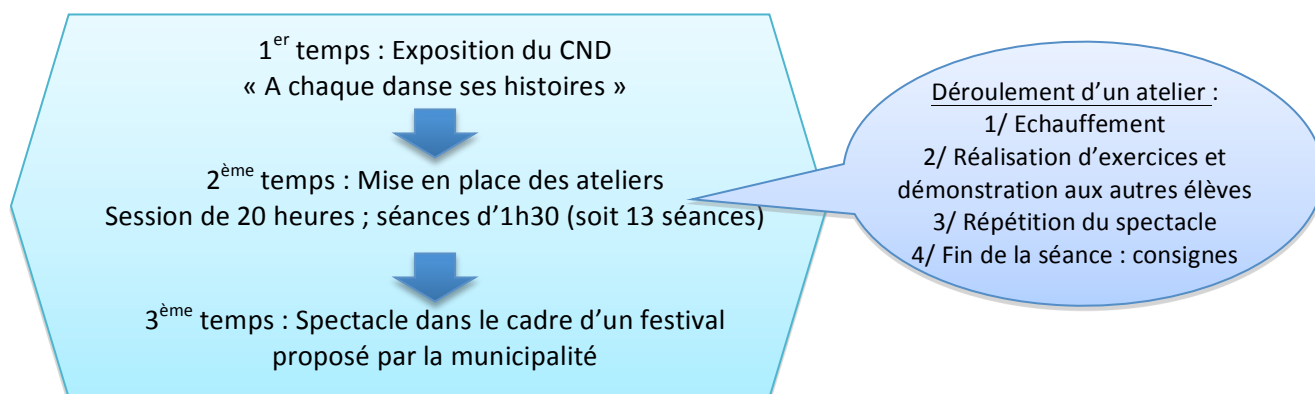 1er temps : Exposition du CND
« A chaque danse ses histoires »
2ème temps : Mise en place des ateliers
Session de 20 heures ; séances d’1h30 (soit 13 séances)
3ème temps : Spectacle dans le cadre d’un festival
proposé par la municipalité
Déroulement d’un atelier :
1/ Echauffement
2/ Réalisation d’exercices et
démonstration aux autres élèves
3/ Répétition du spectacle
4/ Fin de la séance : consignes